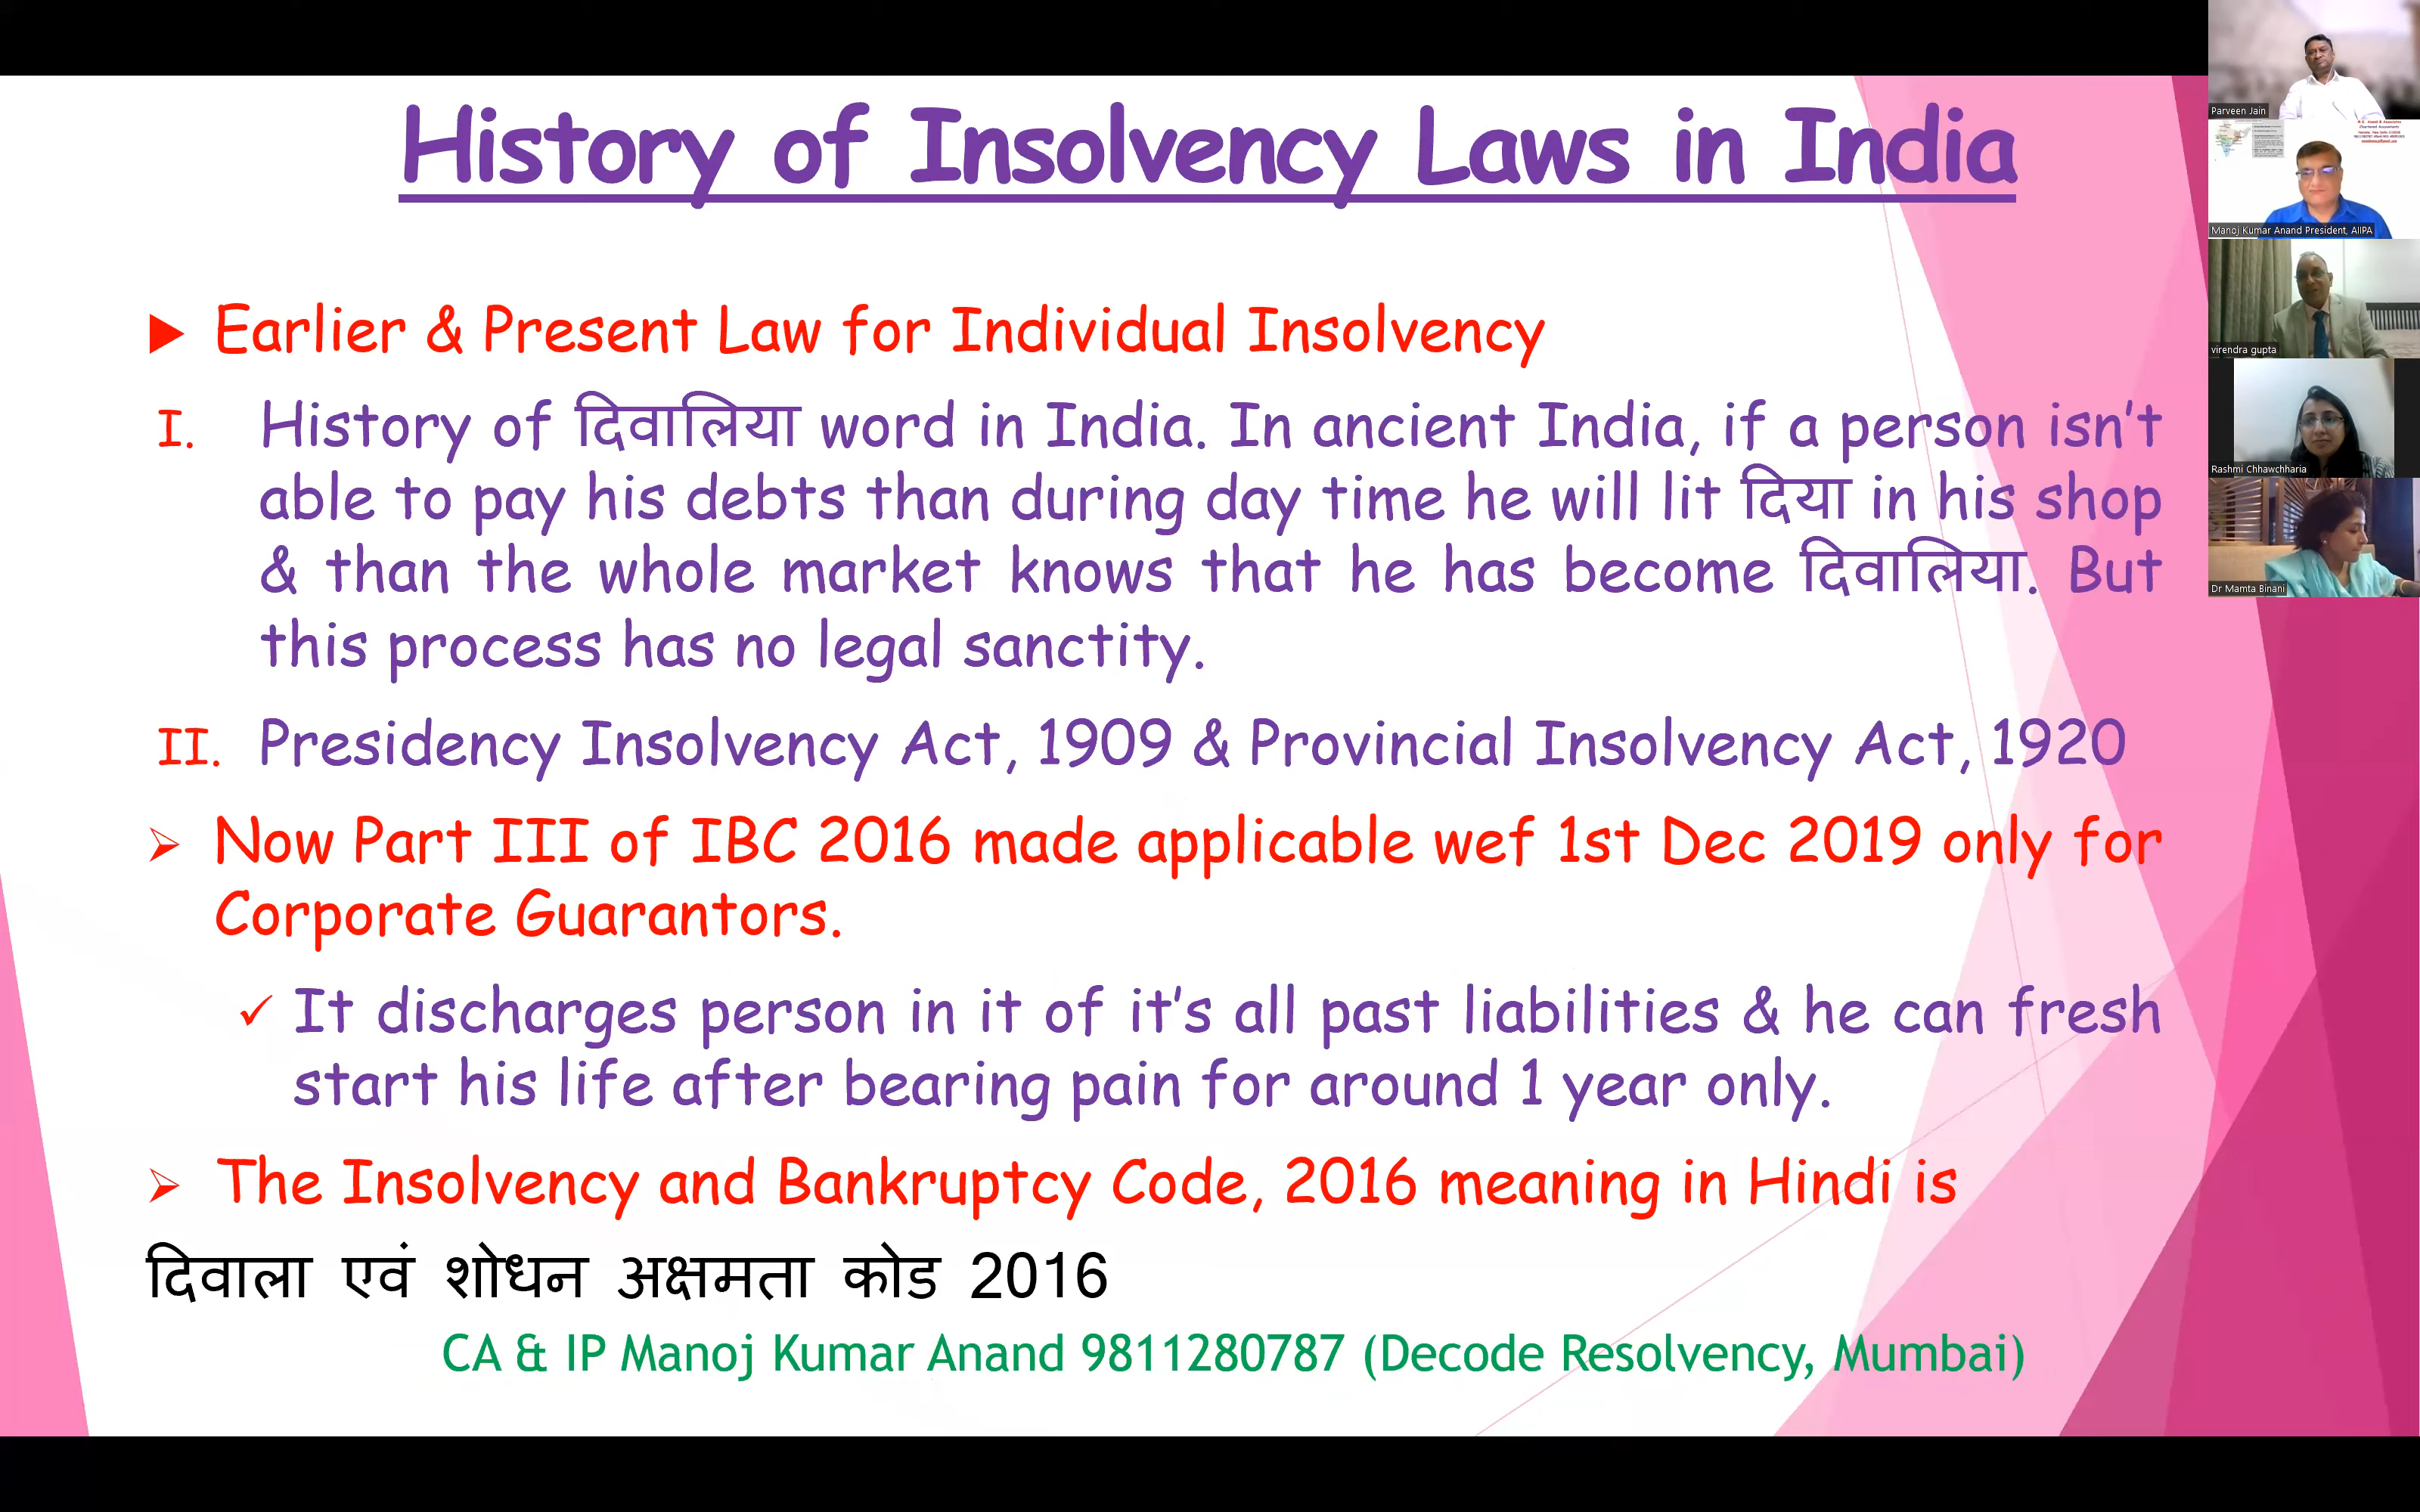 History of Insolvency Laws in India
Earlier & Present Law for Individual Insolvency
I. History of दिवालिया word in India. In ancient India, if a person isn't
able to pay his debts than during day time he will lit दिया in his shop
& than the whole market knows that he has become दिवालिया. But
this process has no legal sanctity.
II. Presidency Insolvency Act, 1909 & Provincial Insolvency Act, 1920
Now Part III of IBC 2016 made applicable wef 1st Dec 2019 only for
Corporate Guarantors.
It discharges person in it of it's all past liabilities & he can fresh
start his life after bearing pain for around 1 year only.
The Insolvency and Bankruptcy Code, 2016 meaning in Hindi is
दिवाला एवं शोधन अक्षमता कोड 2016
CA & IP Manoj Kumar Anand 9811280787 (Decode Resolvency, Mumbai)
Parveen Jain
Manoj Kumar Anand President, AIIPA
virendra gupta
Rashmi Chhawchharia
Dr Mamta Binani